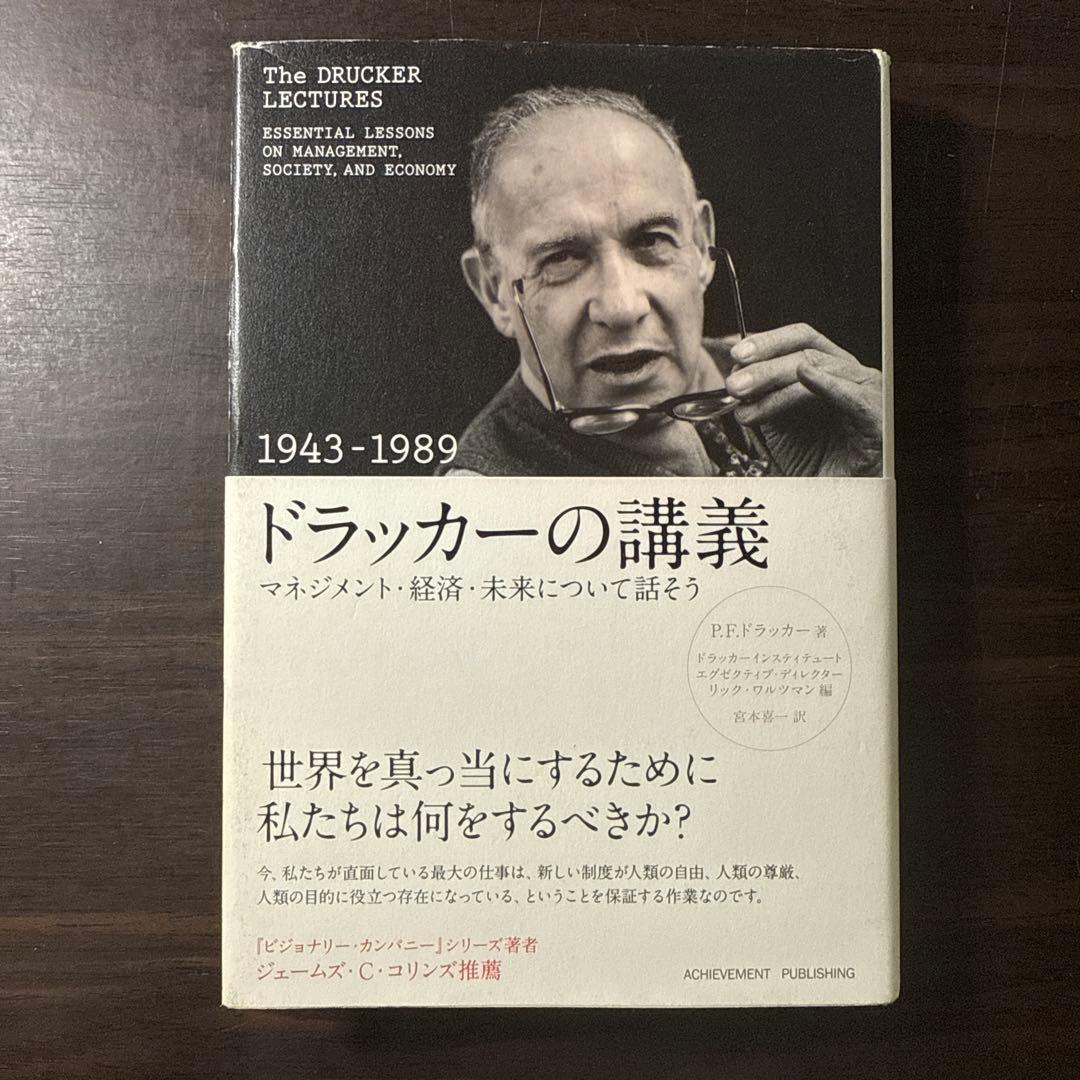 The DRUCKER
LECTURES
ESSENTIAL LESSONS
ON MANAGEMENT,
SOCIETY, AND ECONOMY
1943-1989
ドラッカーの講義
マネジメント・経済・未来について話そう
P.F.ドラッカー 著
ドラッカーインスティテュート
エグゼクティブ・ディレクター
リック・ワルツマン 編
宮本喜一 訳
世界を真っ当にするために
私たちは何をするべきか?
今、私たちが直面している最大の仕事は、新しい制度が人類の自由、人類の尊厳、
人類の目的に役立つ存在になっている、ということを保証する作業なのです。
『ビジョナリー・カンパニー』シリーズ著者
ジェームズ・C・コリンズ推薦
ACHIEVEMENT PUBLISHING